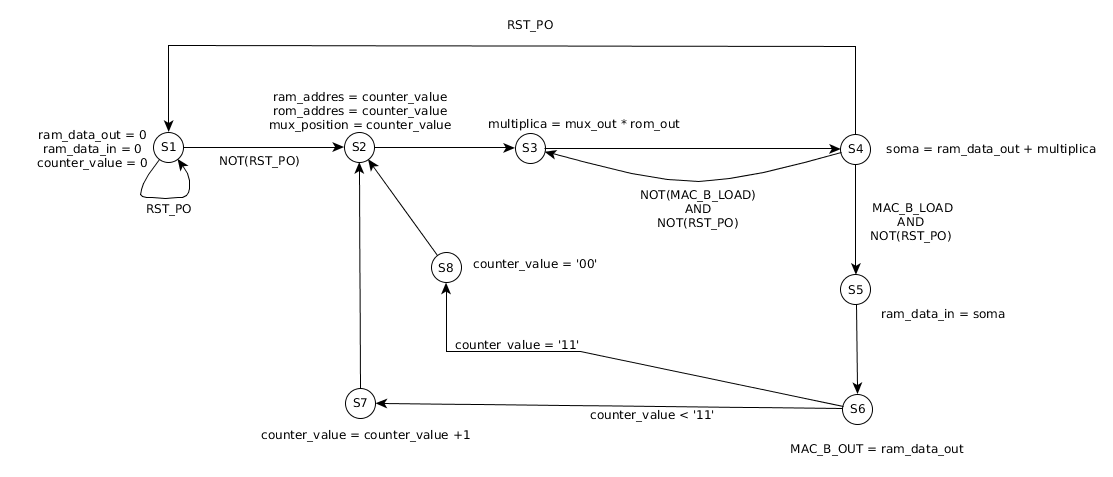 RST_PO
ram_addres = counter_value
rom_addres = counter_value
mux_position = counter_value
multiplica = mux_out * rom_out
ram_data_out = 0
ram_data_in = 0
counter_value = 0
S1
S2
S3
S4
soma = ram_data_out + multiplica
NOT(RST_PO)
RST_PO
NOT(MAC_B_LOAD)
AND
NOT(RST_PO)
MAC_B_LOAD
AND
NOT(RST_PO)
S8
counter_value = '00'
S5
ram_data_in = soma
counter_value = '11'
S7
counter_value < '11'
S6
counter_value = counter_value +1
MAC_B_OUT = ram_data_out